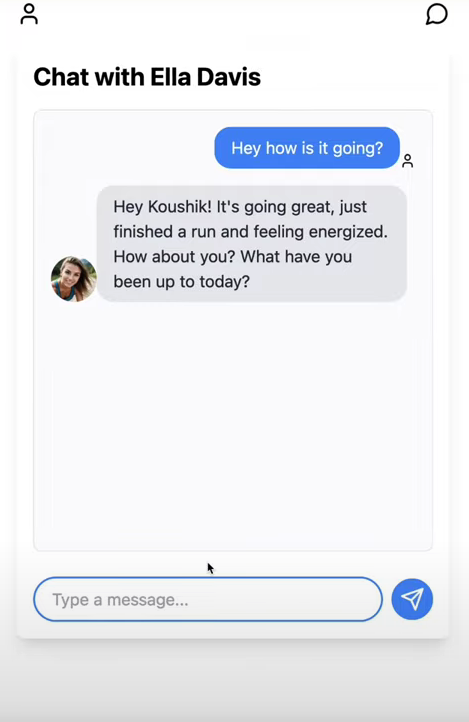 Chat with Ella Davis
Hey how is it going?
Hey Koushik! It's going great, just
finished a run and feeling energized.
How about you? What have you
been up to today?
Type a message...